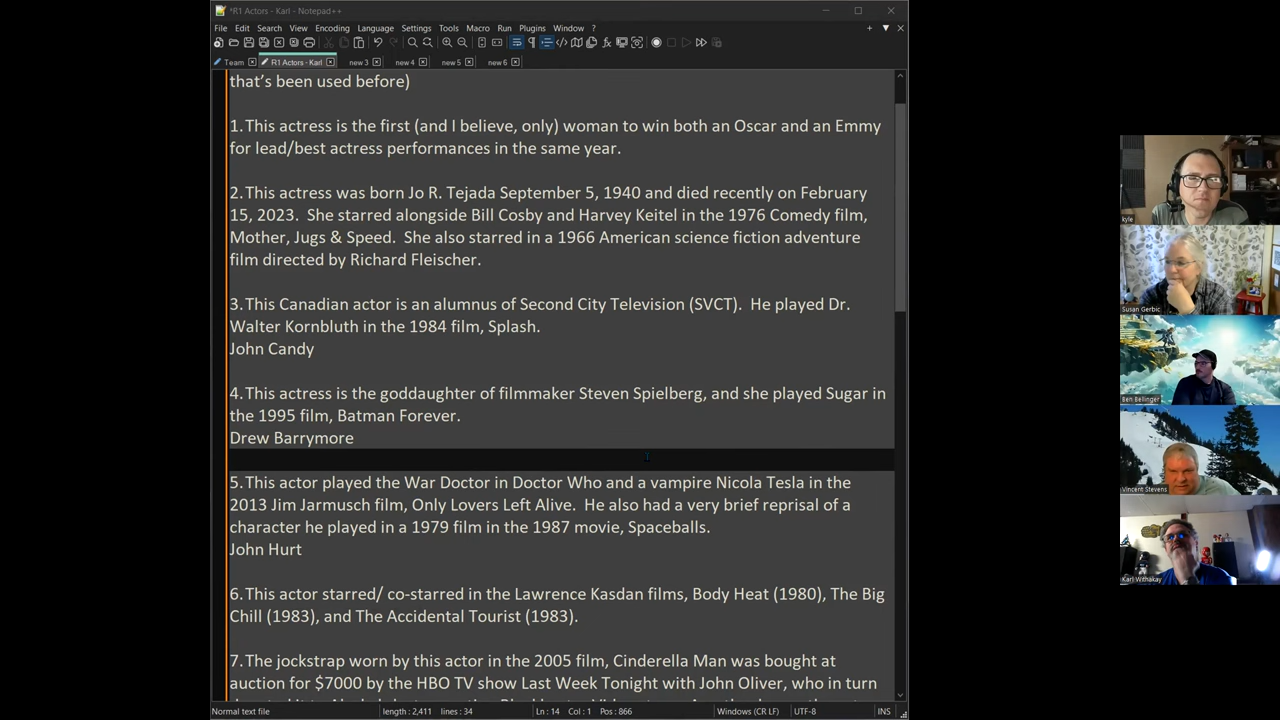 *R1 Actors - Karl - Notepad++
File Edit Search View Encoding Language Settings Tools Macro Run Plugins Window ?
Team R1 Actors - Karl new 3 new 4 new 5 new 6
that's been used before)
1.This actress is the first (and I believe, only) woman to win both an Oscar and an Emmy
for lead/best actress performances in the same year.
2.This actress was born Jo R. Tejada September 5, 1940 and died recently on February
15, 2023.  She starred alongside Bill Cosby and Harvey Keitel in the 1976 Comedy film,
Mother, Jugs & Speed.  She also starred in a 1966 American science fiction adventure
film directed by Richard Fleischer.
3.This Canadian actor is an alumnus of Second City Television (SVCT).  He played Dr.
Walter Kornbluth in the 1984 film, Splash.
John Candy
4.This actress is the goddaughter of filmmaker Steven Spielberg, and she played Sugar in
the 1995 film, Batman Forever.
Drew Barrymore
5.This actor played the War Doctor in Doctor Who and a vampire Nicola Tesla in the
2013 Jim Jarmusch film, Only Lovers Left Alive.  He also had a very brief reprisal of a
character he played in a 1979 film in the 1987 movie, Spaceballs.
John Hurt
6.This actor starred/ co-starred in the Lawrence Kasdan films, Body Heat (1980), The Big
Chill (1983), and The Accidental Tourist (1983).
7.The jockstrap worn by this actor in the 2005 film, Cinderella Man was bought at
auction for $7000 by the HBO TV show Last Week Tonight with John Oliver, who in turn
Normal text file length : 2,411 lines : 34 Ln : 14 Col : 1 Pos : 866 Windows (CR LF) UTF-8 INS
kyle
Susan Gerbic
Ben Bellinger
Vincent Stevens
Karl Withakay